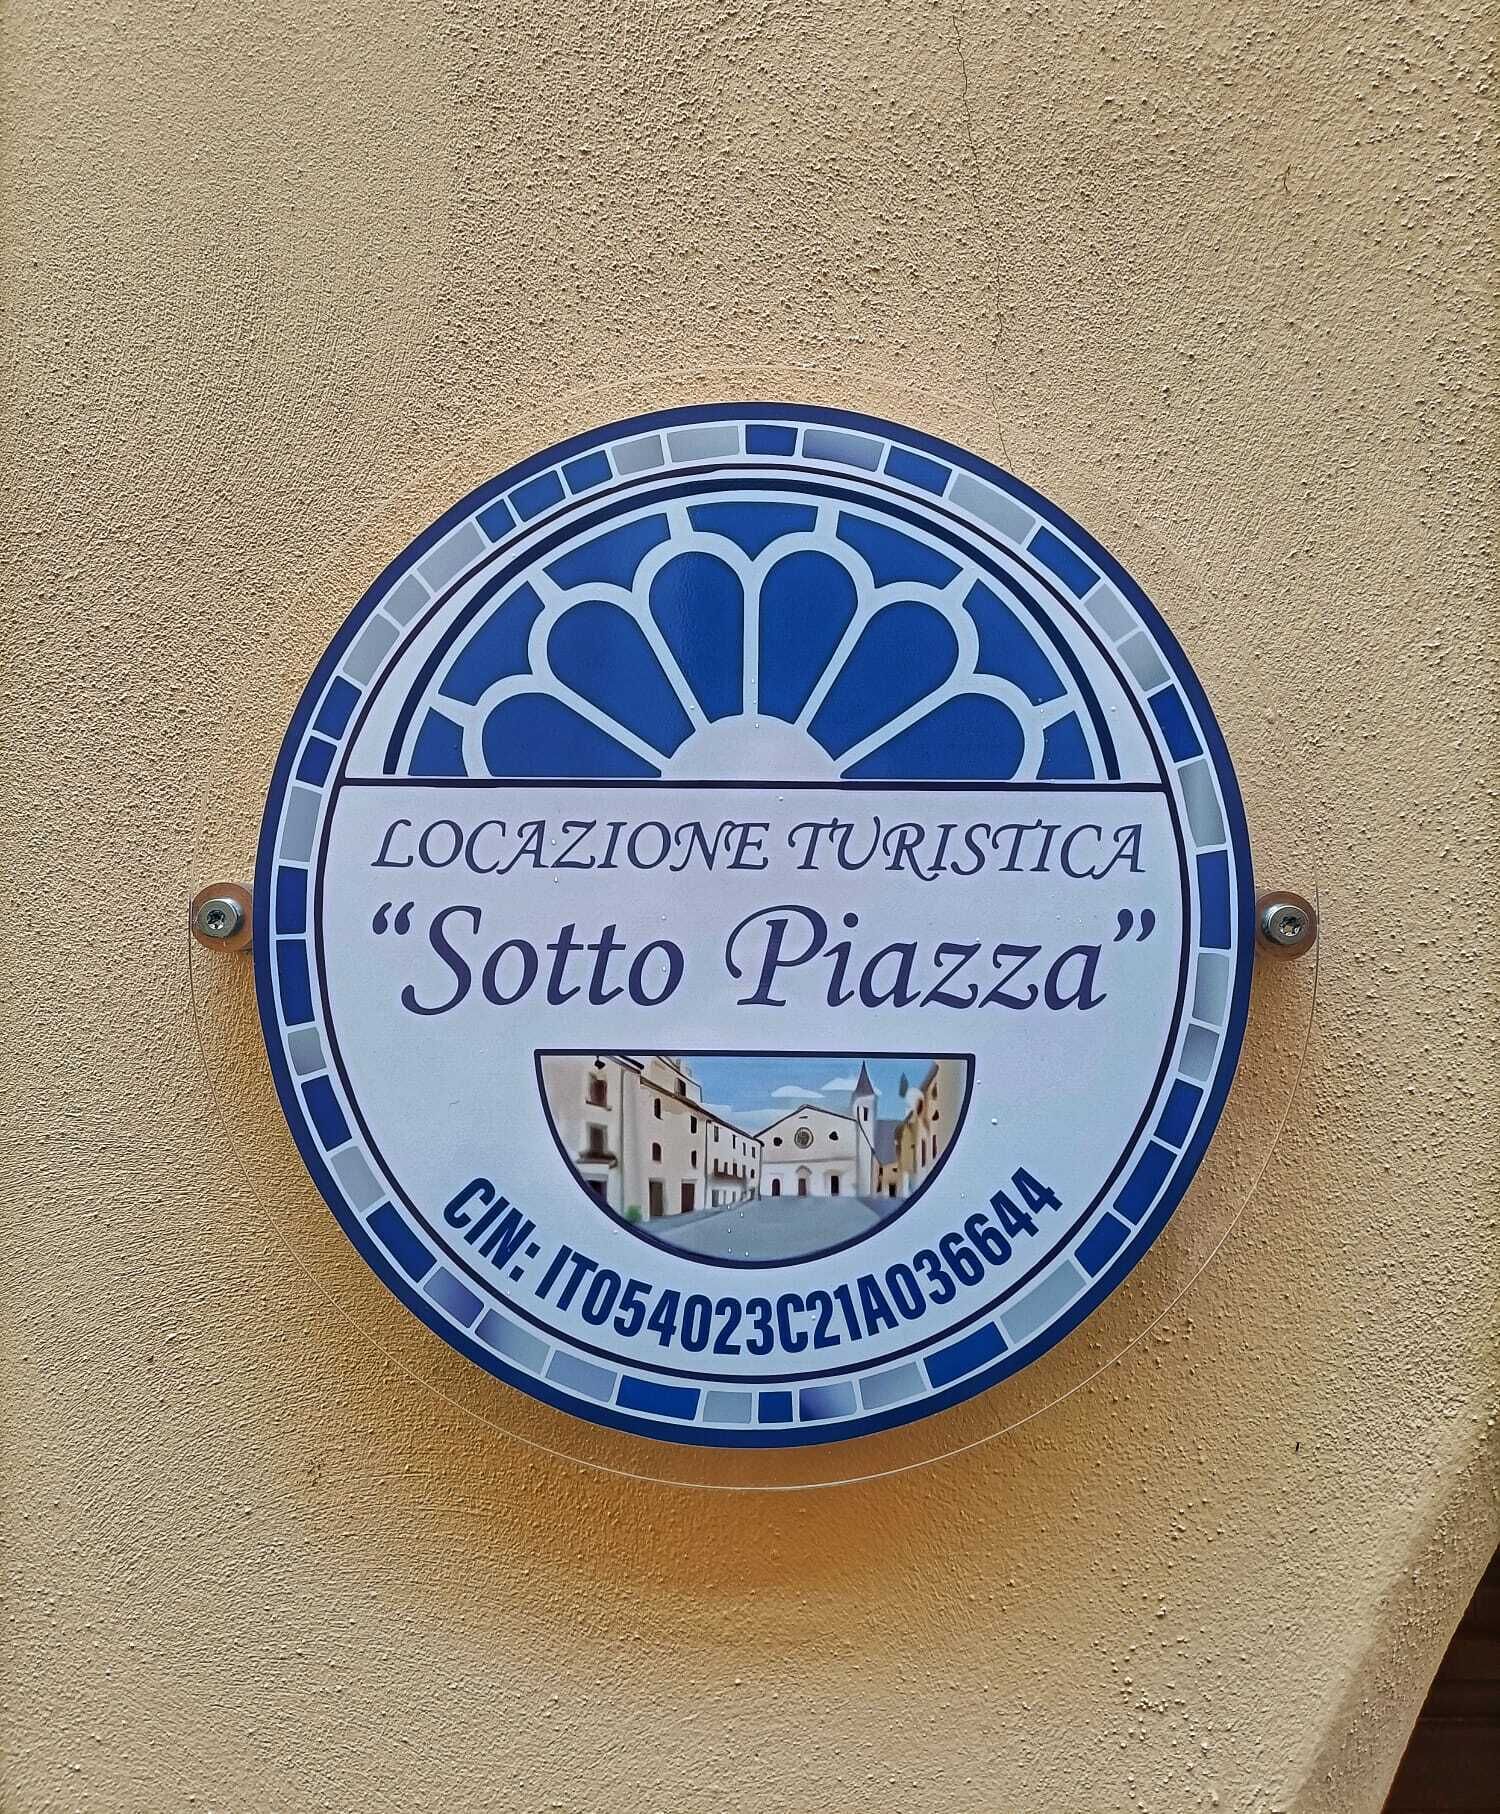 LOCAZIONE TURISTICA
“Sotto Piazza”
CIN: IT054023C21A036644